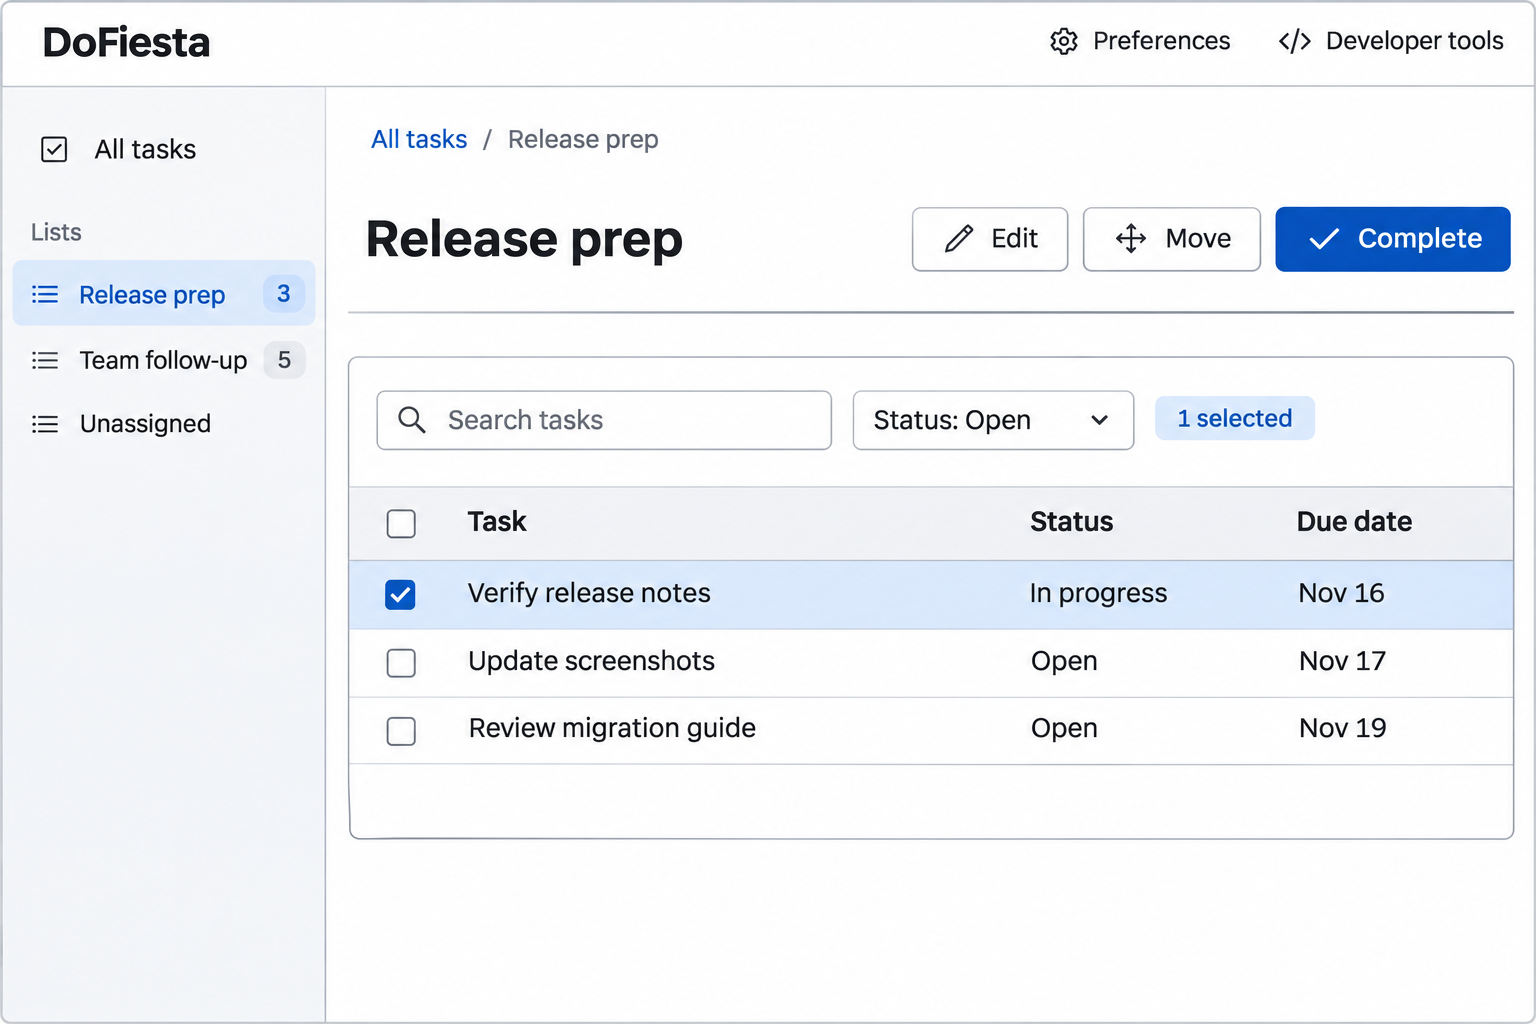 DoFiesta
Preferences
Developer tools
All tasks
Lists
Release prep 3
Team follow-up 5
Unassigned
All tasks / Release prep
Release prep
Edit
Move
Complete
Search tasks
Status: Open
1 selected
Task Status Due date
Verify release notes In progress Nov 16
Update screenshots Open Nov 17
Review migration guide Open Nov 19